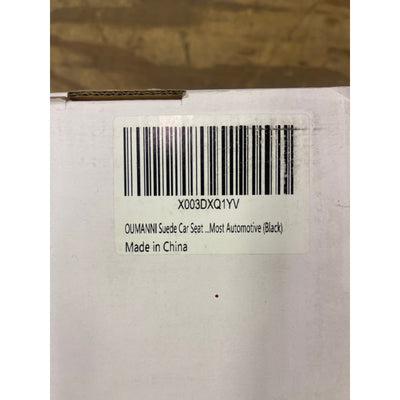 X003DXQ1YV
OUMANNI Suede Car Seat ...Most Automotive (Black)
Made in China